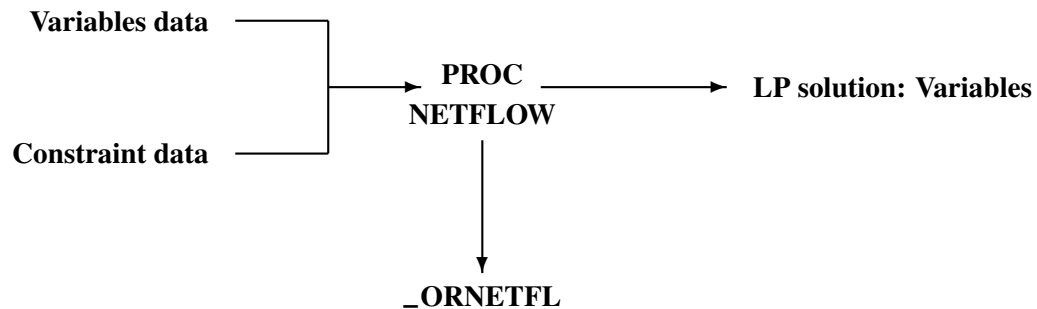 Variables data
PROC
NETFLOW
LP solution: Variables
Constraint data
_ORNETFL